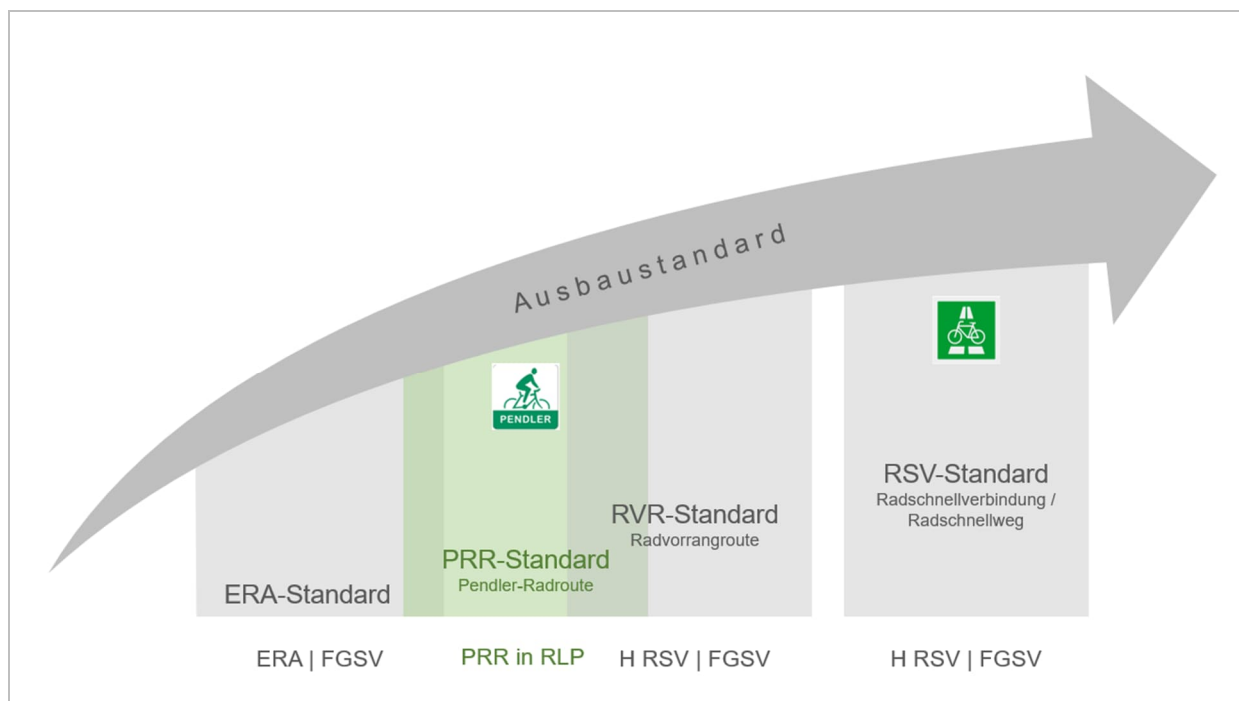 Ausbaustandard
PENDLER
RSV-Standard
Radschnellverbindung /
Radschnellweg
RVR-Standard
Radvorrangroute
PRR-Standard
Pendler-Radroute
ERA-Standard
ERA | FGSV
PRR in RLP
H RSV | FGSV
H RSV | FGSV